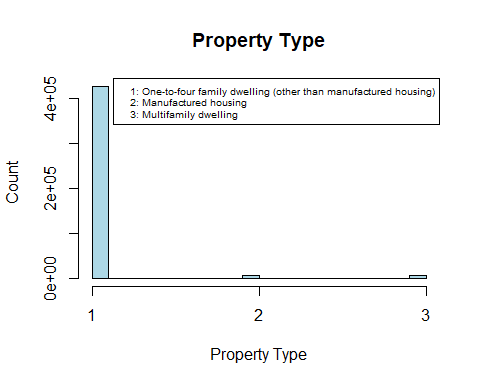 Property Type
1: One-to-four family dwelling (other than manufactured housing)
2: Manufactured housing
3: Multifamily dwelling
Count
4e+05
2e+05
0e+00
1 2 3
Property Type